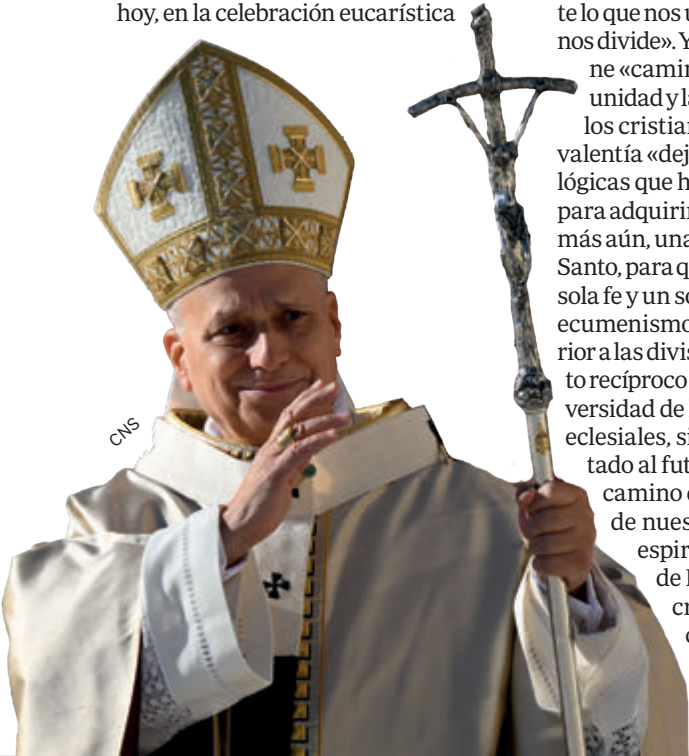 hoy, en la celebración eucarística
te lo que nos u
nos divide». Y
ne «camin
unidad y la
los cristian
valentía «dej
lógicas que h
para adquirir
más aún, una
Santo, para q
sola fe y un so
ecumenismo
rior a las divis
to recíproco
versidad de
eclesiales, si
tado al fut
camino
de nues
espir
de l
cr
CNS